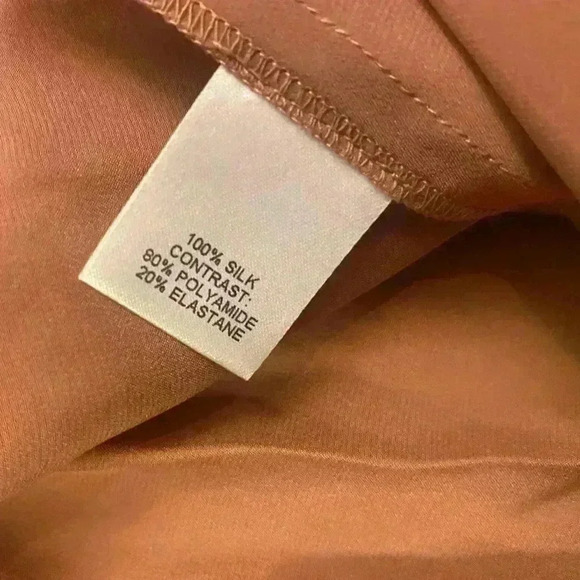 100% SILK
CONTRAST:
80% POLYAMIDE
20% ELASTANE